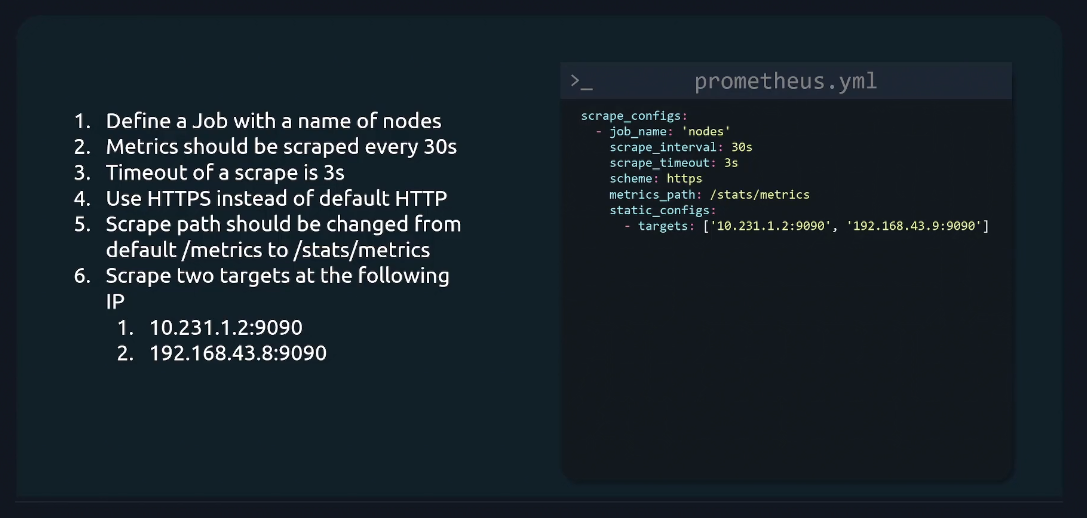 1. Define a Job with a name of nodes
2. Metrics should be scraped every 30s
3. Timeout of a scrape is 3s
4. Use HTTPS instead of default HTTP
5. Scrape path should be changed from
default /metrics to /stats/metrics
6. Scrape two targets at the following
IP
1. 10.231.1.2:9090
2. 192.168.43.8:9090
>_ prometheus.yml
scrape_configs:
  - job_name: 'nodes'
    scrape_interval: 30s
    scrape_timeout: 3s
    scheme: https
    metrics_path: /stats/metrics
    static_configs:
      - targets: ['10.231.1.2:9090', '192.168.43.9:9090']